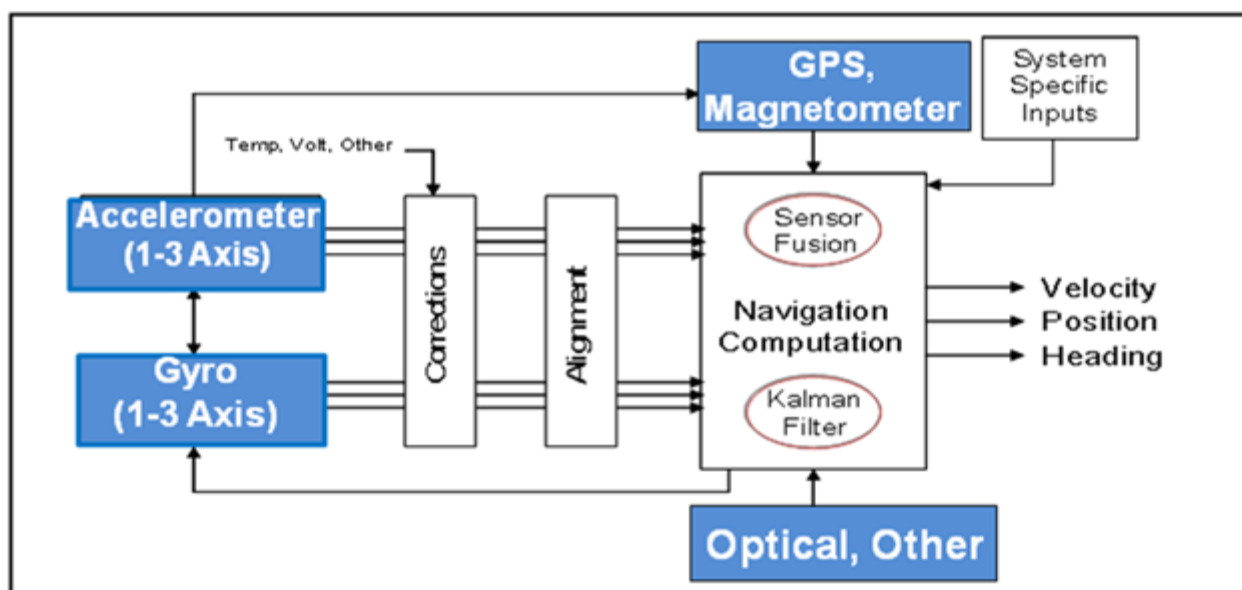 GPS,
Magnetometer
System
Specific
Inputs
Temp, Volt, Other
Accelerometer
(1-3 Axis)
Corrections
Alignment
Sensor
Fusion
Navigation
Computation
Velocity
Position
Heading
Gyro
(1-3 Axis)
Kalman
Filter
Optical, Other